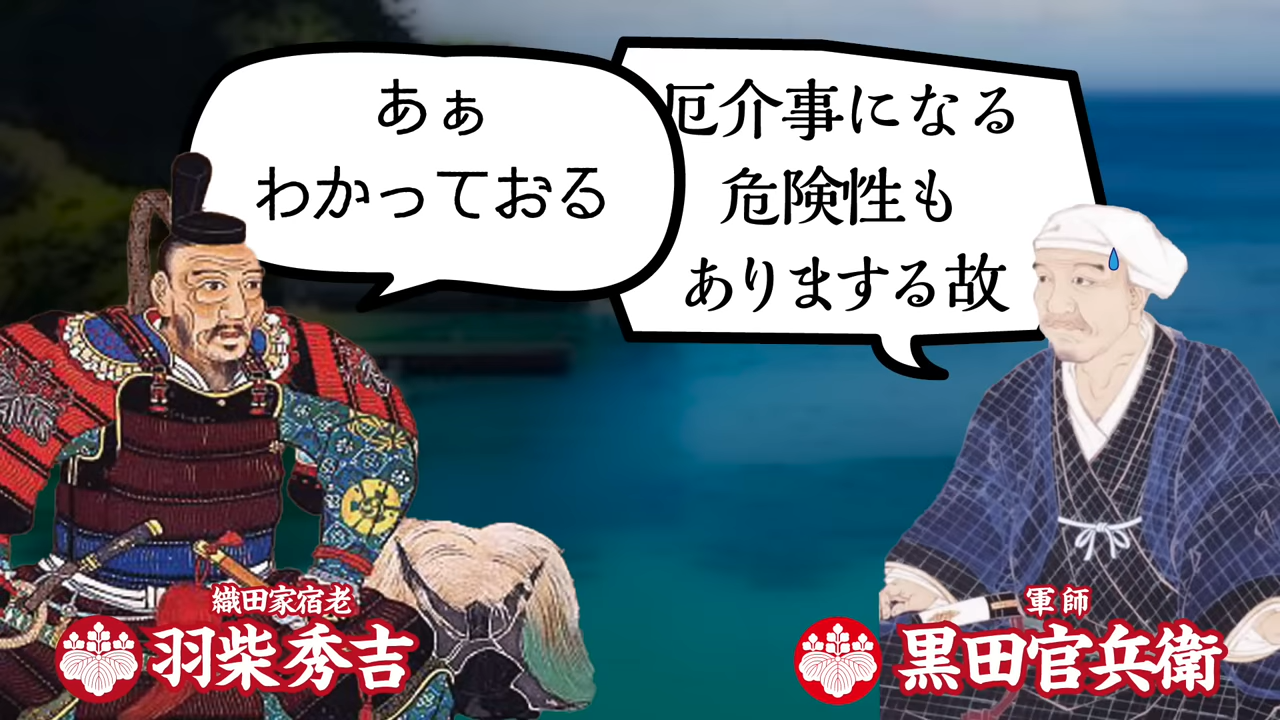 厄介事になる
危険性も
ありまする故
あぁ
わかっておる
織田家宿老
羽柴秀吉
軍師
黒田官兵衛